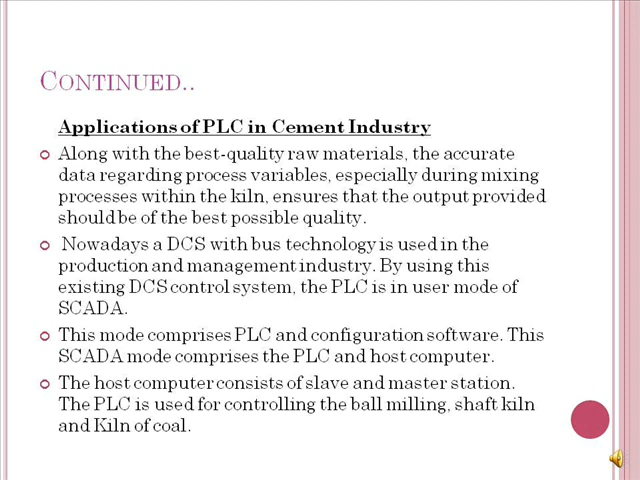 CONTINUED..
Applications of PLC in Cement Industry
Along with the best-quality raw materials, the accurate
data regarding process variables, especially during mixing
processes within the kiln, ensures that the output provided
should be of the best possible quality.
Nowadays a DCS with bus technology is used in the
production and management industry. By using this
existing DCS control system, the PLC is in user mode of
SCADA.
This mode comprises PLC and configuration software. This
SCADA mode comprises the PLC and host computer.
The host computer consists of slave and master station.
The PLC is used for controlling the ball milling, shaft kiln
and Kiln of coal.